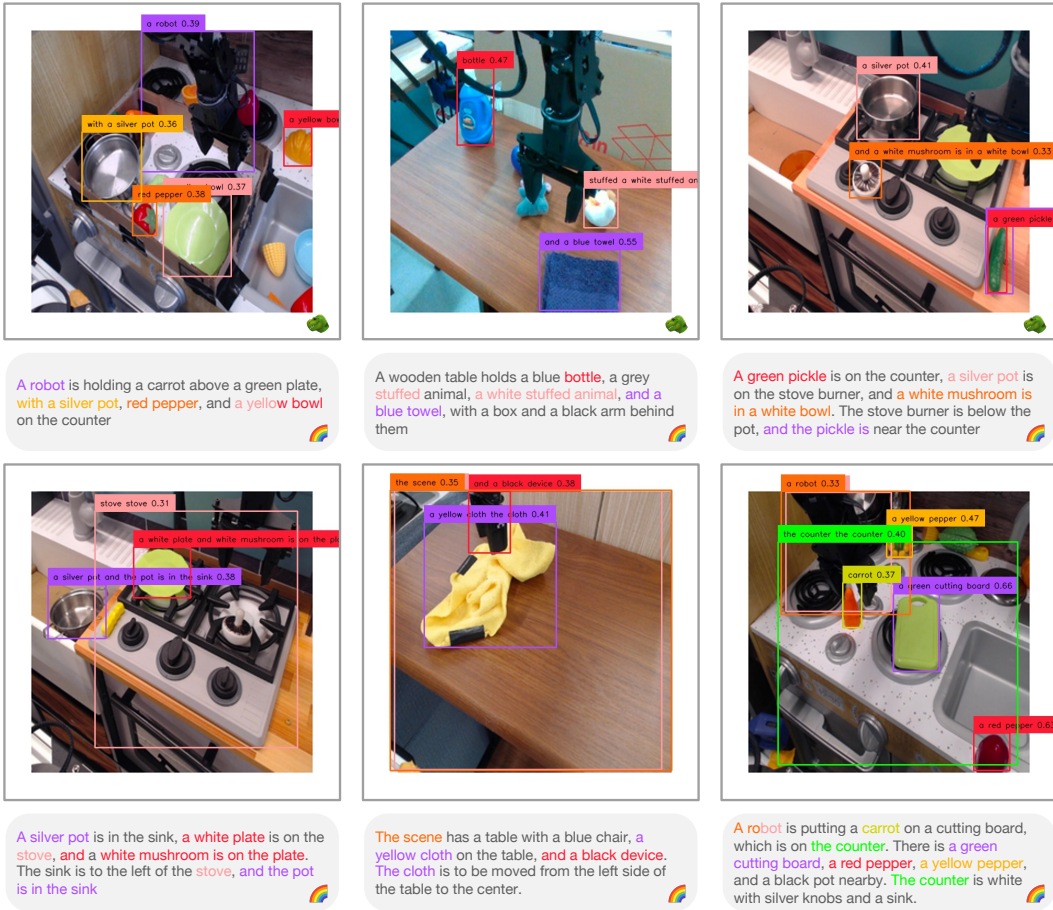 a robot 0.39
with a silver pot 0.36
a yellow bow
bowl 0.37
red pepper 0.38
bottle 0.47
stuffed a white stuffed an
and a blue towel 0.55
a silver pot 0.41
and a white mushroom is in a white bowl 0.33
a green pickle
A robot is holding a carrot above a green plate,
with a silver pot, red pepper, and a yellow bowl
on the counter
A wooden table holds a blue bottle, a grey
stuffed animal, a white stuffed animal, and a
blue towel, with a box and a black arm behind
them
A green pickle is on the counter, a silver pot is
on the stove burner, and a white mushroom is
in a white bowl. The stove burner is below the
pot, and the pickle is near the counter
stove stove 0.31
a white plate and white mushroom is on the pl
a silver pot and the pot is in the sink 0.38
the scene 0.35
and a black device 0.38
a yellow cloth the cloth 0.41
a robot 0.33
a yellow pepper 0.47
the counter the counter 0.40
carrot 0.37
a green cutting board 0.66
a red pepper 0.63
A silver pot is in the sink, a white plate is on the
stove, and a white mushroom is on the plate.
The sink is to the left of the stove, and the pot
is in the sink
The scene has a table with a blue chair, a
yellow cloth on the table, and a black device.
The cloth is to be moved from the left side of
the table to the center.
A robot is putting a carrot on a cutting board,
which is on the counter. There is a green
cutting board, a red pepper, a yellow pepper,
and a black pot nearby. The counter is white
with silver knobs and a sink.